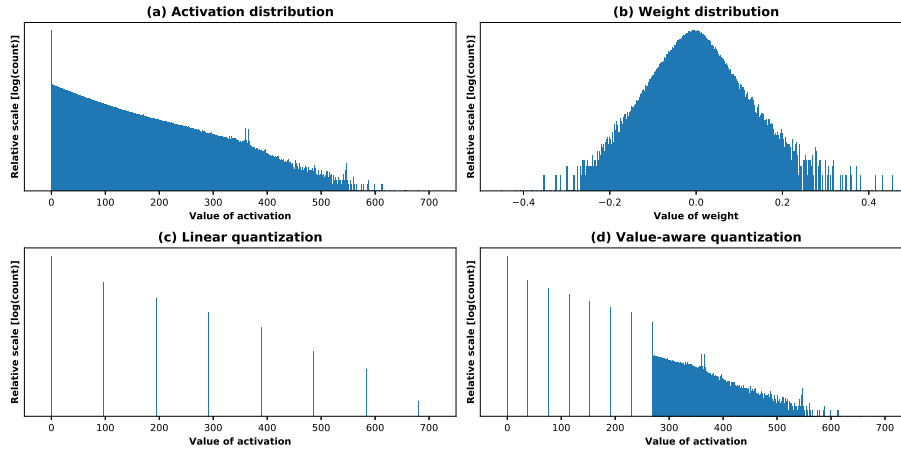 (a) Activation distribution
Relative scale [log(count)]
0 100 200 300 400 500 600 700
Value of activation
(b) Weight distribution
Relative scale [log(count)]
−0.4 −0.2 0.0 0.2 0.4
Value of weight
(c) Linear quantization
Relative scale [log(count)]
0 100 200 300 400 500 600 700
Value of activation
(d) Value-aware quantization
Relative scale [log(count)]
0 100 200 300 400 500 600 700
Value of activation